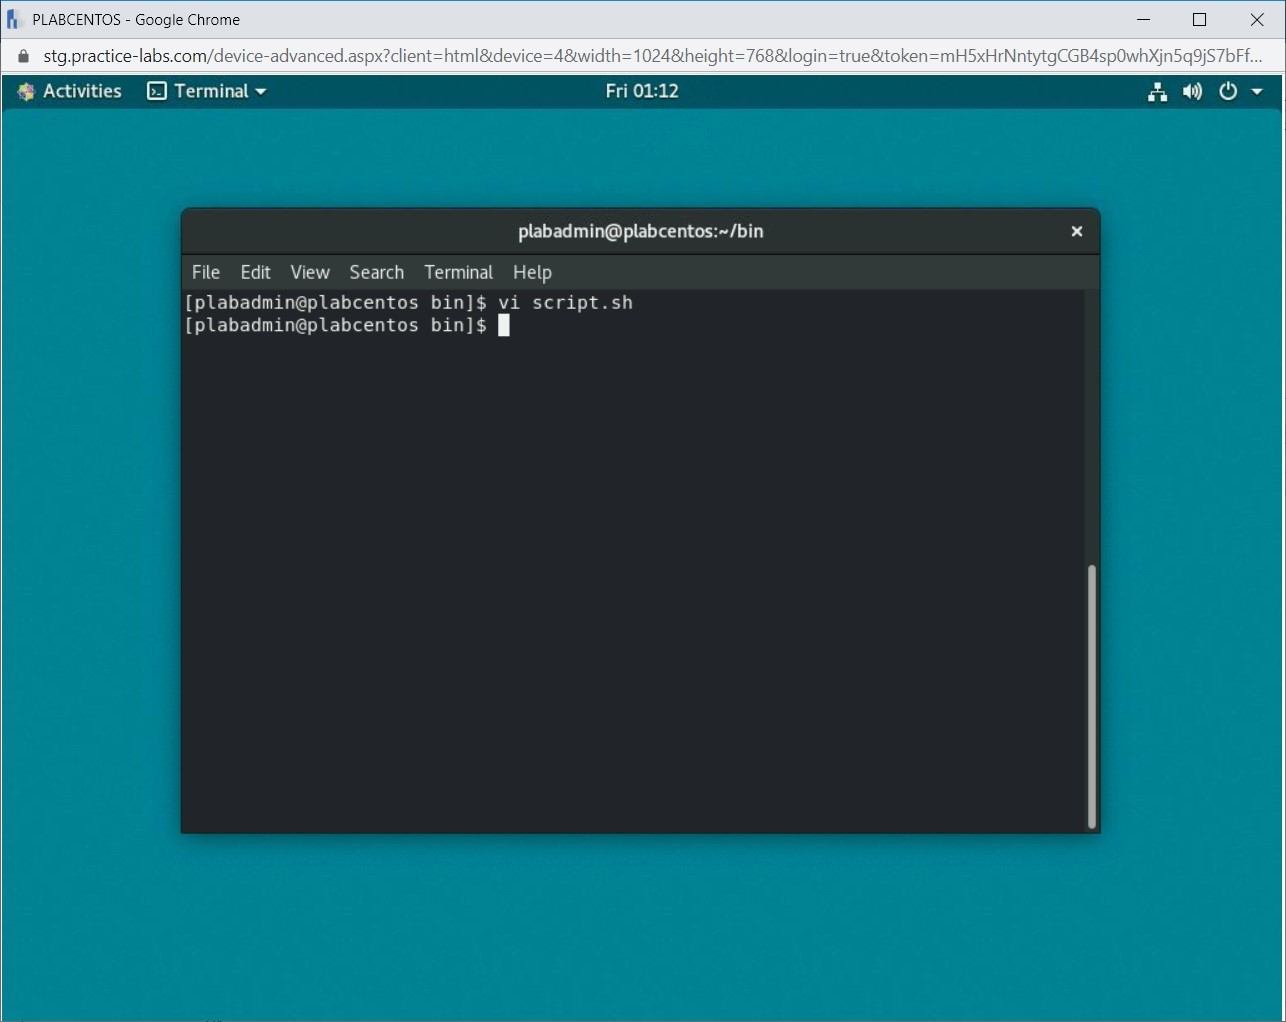 PLABCENTOS - Google Chrome
stg.practice-labs.com/device-advanced.aspx?client=html&device=4&width=1024&height=768&login=true&token=mH5xHrNntytgCGB4sp0whXjn5q9jS7bFf...
Activities Terminal Fri 01:12
plabadmin@plabcentos:~/bin
File Edit View Search Terminal Help
[plabadmin@plabcentos bin]$ vi script.sh
[plabadmin@plabcentos bin]$